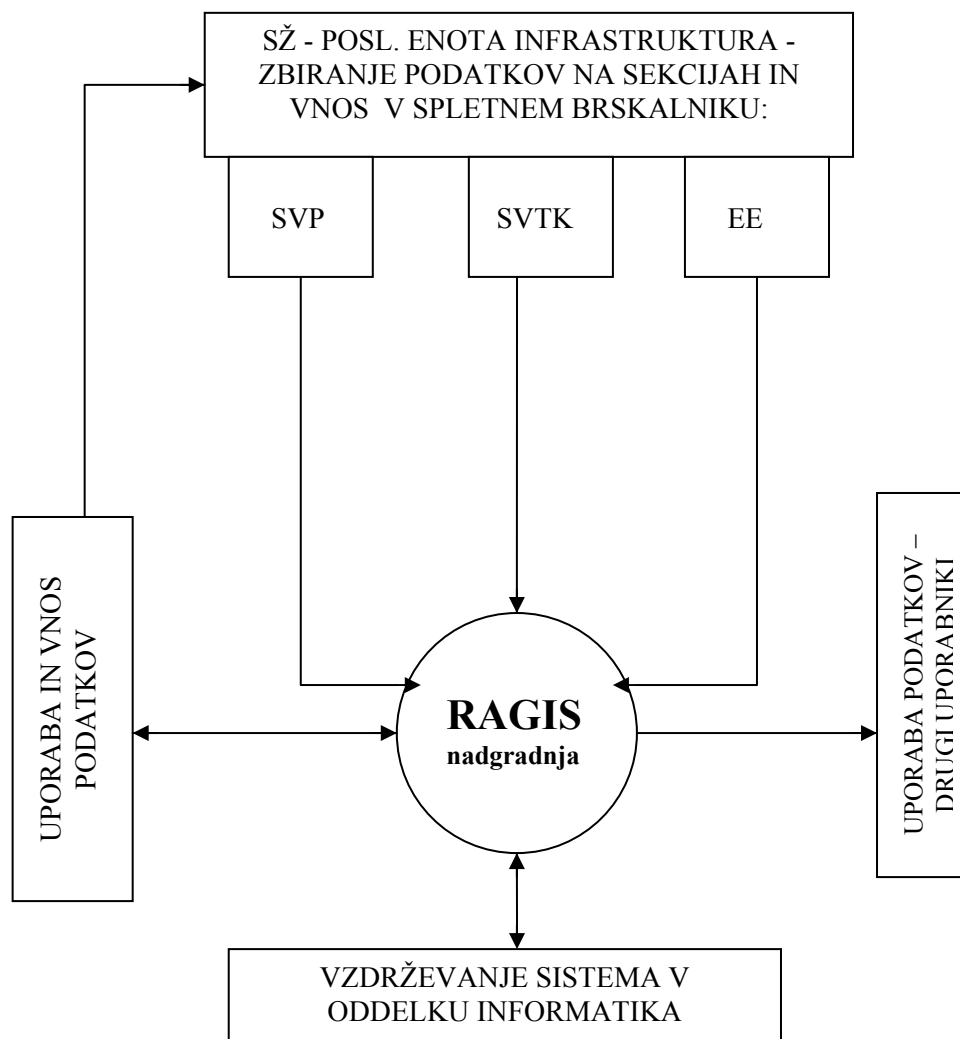 SŽ - POSL. ENOTA INFRASTRUKTURA -
ZBIRANJE PODATKOV NA SEKCIJAH IN
VNOS V SPLETNEM BRSKALNIKU:
SVP
SVTK
EE
UPORABA IN VNOS
PODATKOV
RAGIS
nadgradnja
UPORABA PODATKOV –
DRUGI UPORABNIKI
VZDRŽEVANJE SISTEMA V
ODDELKU INFORMATIKA